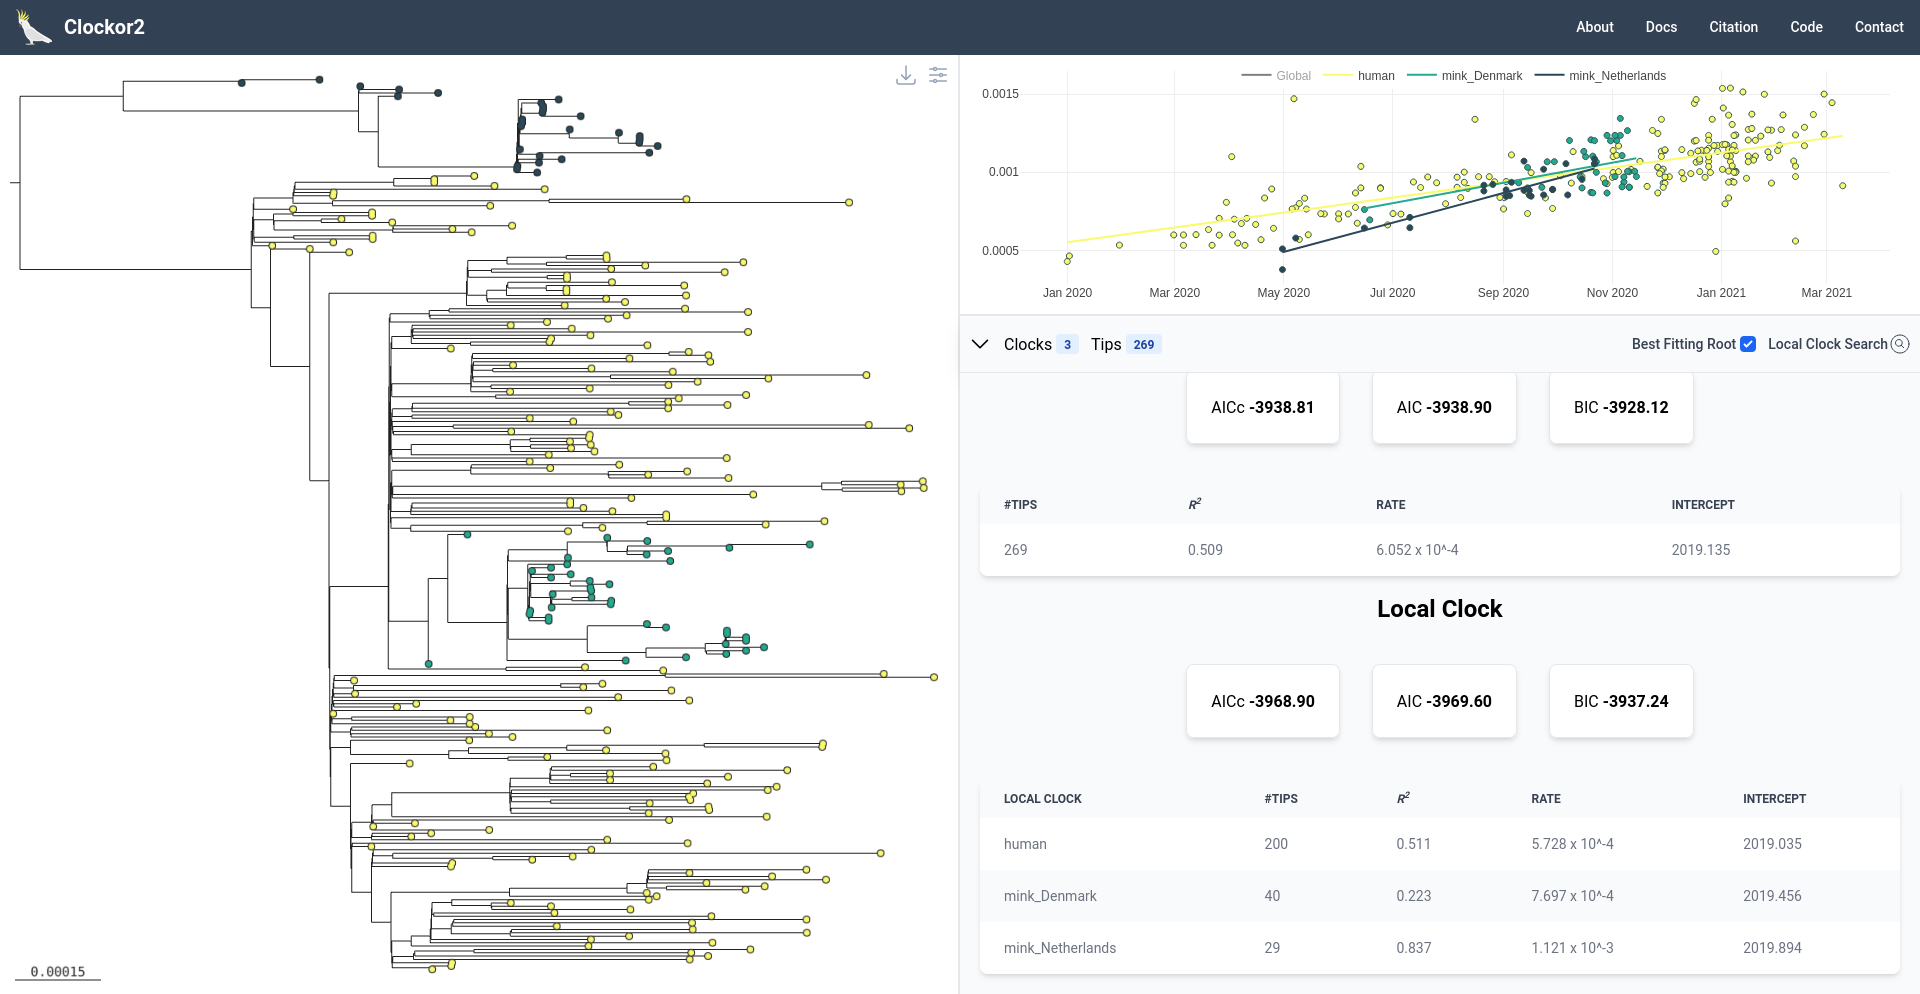 Clockor2
About Docs Citation Code Contact
Global human mink_Denmark mink_Netherlands
0.0015
0.001
0.0005
Jan 2020 Mar 2020 May 2020 Jul 2020 Sep 2020 Nov 2020 Jan 2021 Mar 2021
Clocks 3 Tips 269 Best Fitting Root Local Clock Search
AICc -3938.81 AIC -3938.90 BIC -3928.12
#TIPS R² RATE INTERCEPT
269 0.509 6.052 x 10^-4 2019.135
Local Clock
AICc -3968.90 AIC -3969.60 BIC -3937.24
LOCAL CLOCK #TIPS R² RATE INTERCEPT
human 200 0.511 5.728 x 10^-4 2019.035
mink_Denmark 40 0.223 7.697 x 10^-4 2019.456
mink_Netherlands 29 0.837 1.121 x 10^-3 2019.894
0.00015